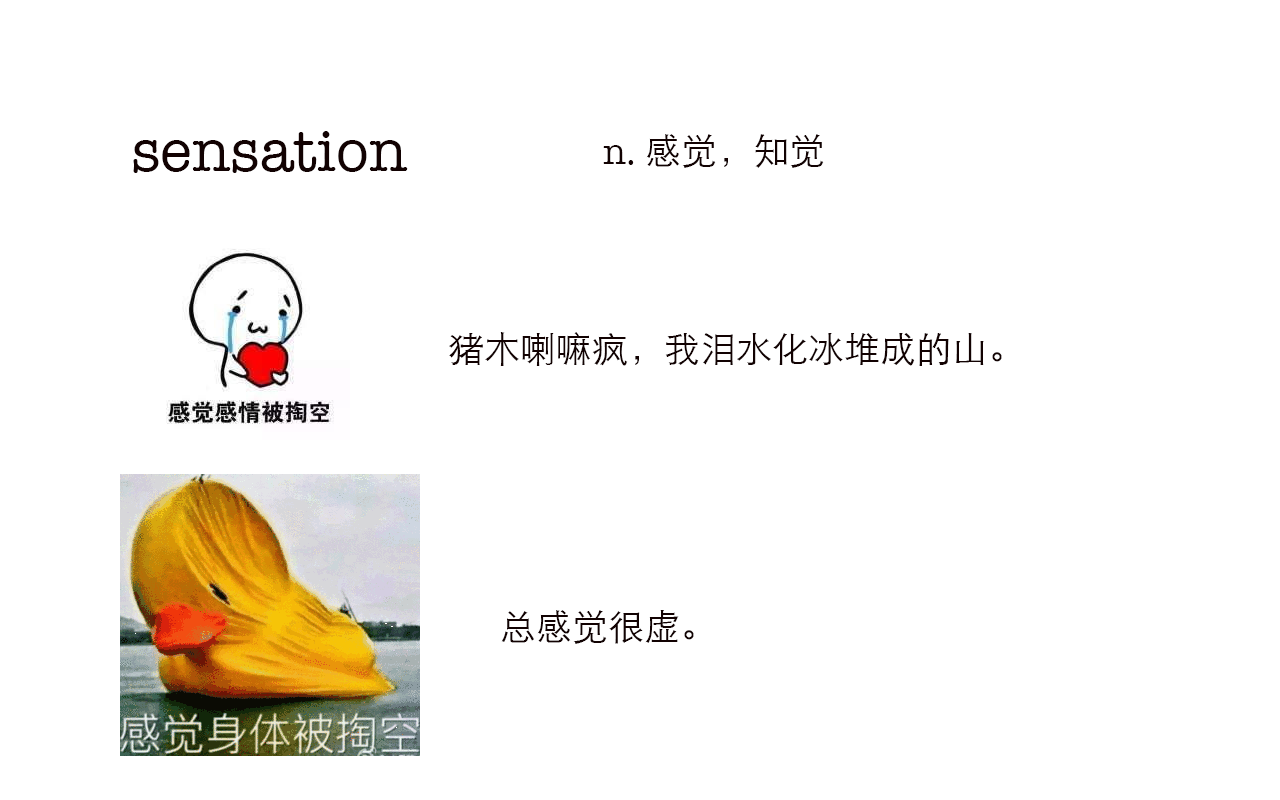 sensation
n. 感觉，知觉
猪木喇嘛疯，我泪水化冰堆成的山。
感觉感情被掏空
总感觉很虚。
感觉身体被掏空